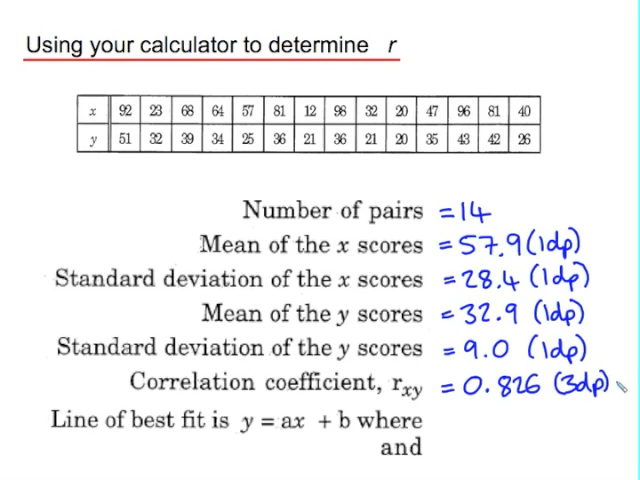 Using your calculator to determine r
x 92 23 68 64 57 81 12 98 32 20 47 96 81 40
y 51 32 39 34 25 36 21 36 21 20 35 43 42 26
Number of pairs = 14
Mean of the x scores = 57.9 (1dp)
Standard deviation of the x scores = 28.4 (1dp)
Mean of the y scores = 32.9 (1dp)
Standard deviation of the y scores = 9.0 (1dp)
Correlation coefficient, rxy = 0.826 (3dp)
Line of best fit is y = ax + b where
and